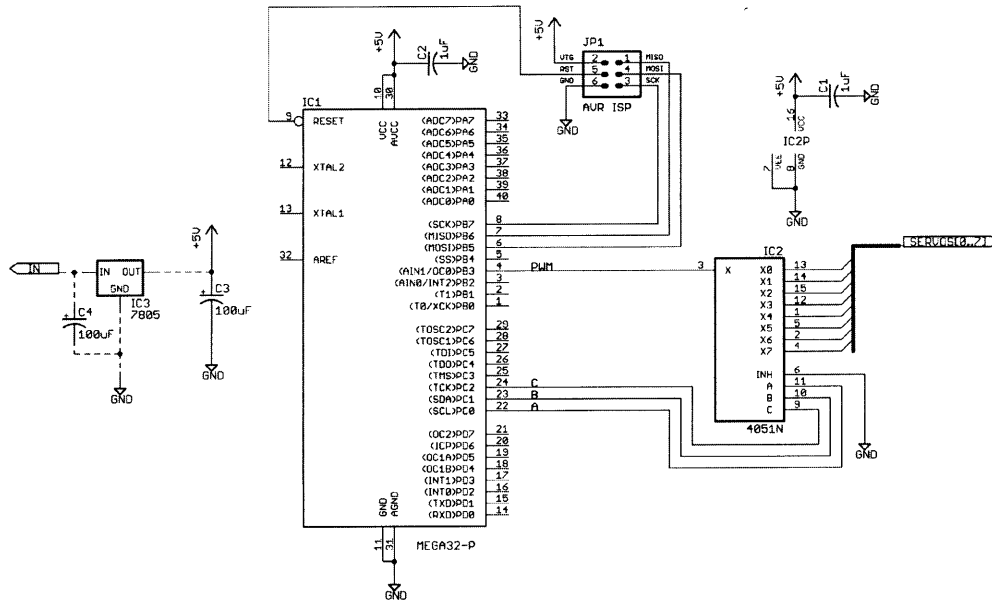 +5V
C2
1uF
GND
+5V
JP1
VTG 2 1 MISO
RST 5 4 MOSI
GND 6 3 SCK
AVR ISP
GND
+5V
C1
1uF
GND
16
VCC
IC2P
7
VEE
8
GND
GND
IC1
10
30
VCC
AVCC
9 RESET
12 XTAL2
13 XTAL1
32 AREF
(ADC7)PA7 33
(ADC6)PA6 34
(ADC5)PA5 35
(ADC4)PA4 36
(ADC3)PA3 37
(ADC2)PA2 38
(ADC1)PA1 39
(ADC0)PA0 40
(SCK)PB7 8
(MISO)PB6 7
(MOSI)PB5 6
(SS)PB4 5
(AIN1/OC0)PB3 4 PWM
(AIN0/INT2)PB2 3
(T1)PB1 2
(T0/XCK)PB0 1
(TOSC2)PC7 29
(TOSC1)PC6 28
(TDI)PC5 27
(TDO)PC4 26
(TMS)PC3 25
(TCK)PC2 24 C
(SDA)PC1 23 B
(SCL)PC0 22 A
(OC2)PD7 21
(ICP)PD6 20
(OC1A)PD5 19
(OC1B)PD4 18
(INT1)PD3 17
(INT0)PD2 16
(TXD)PD1 15
(RXD)PD0 14
GND
AGND
11
31
MEGA32-P
GND
IN
IN OUT
GND
IC3
7805
+5V
C4
100uF
C3
100uF
GND
GND
SERVOS[0..7]
IC2
3 X
X0 13
X1 14
X2 15
X3 12
X4 1
X5 5
X6 2
X7 4
INH 6
A 11
B 10
C 9
4051N
GND